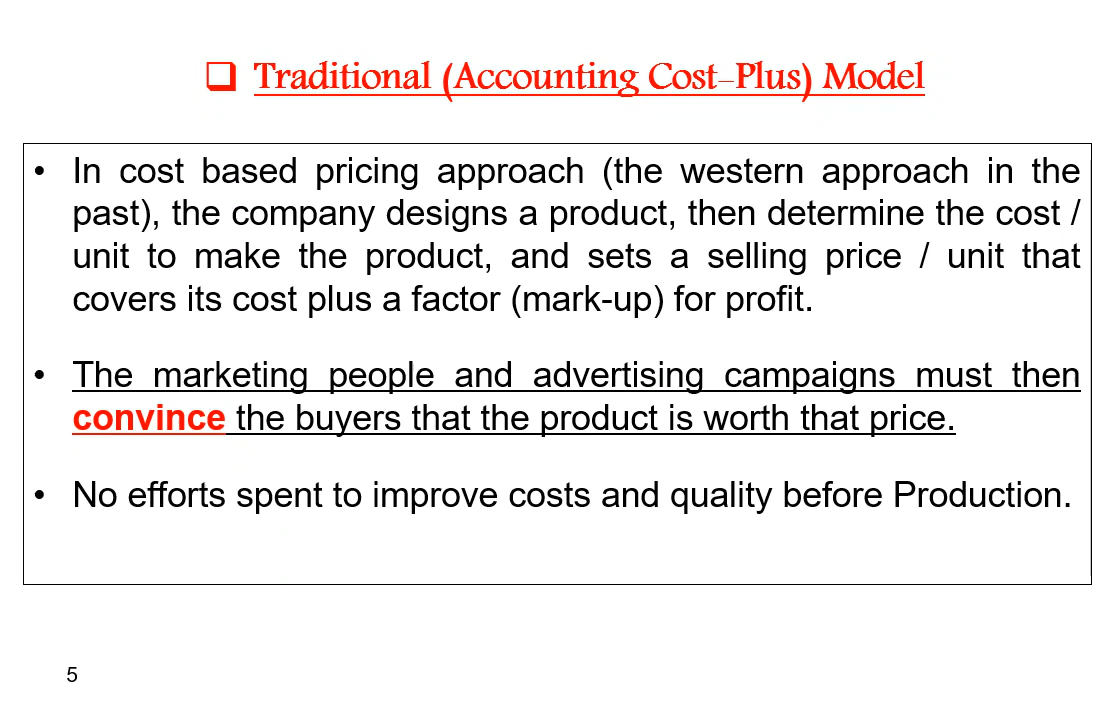 ❑ Traditional (Accounting Cost-Plus) Model
• In cost based pricing approach (the western approach in the
past), the company designs a product, then determine the cost /
unit to make the product, and sets a selling price / unit that
covers its cost plus a factor (mark-up) for profit.
• The marketing people and advertising campaigns must then
convince the buyers that the product is worth that price.
• No efforts spent to improve costs and quality before Production.
5